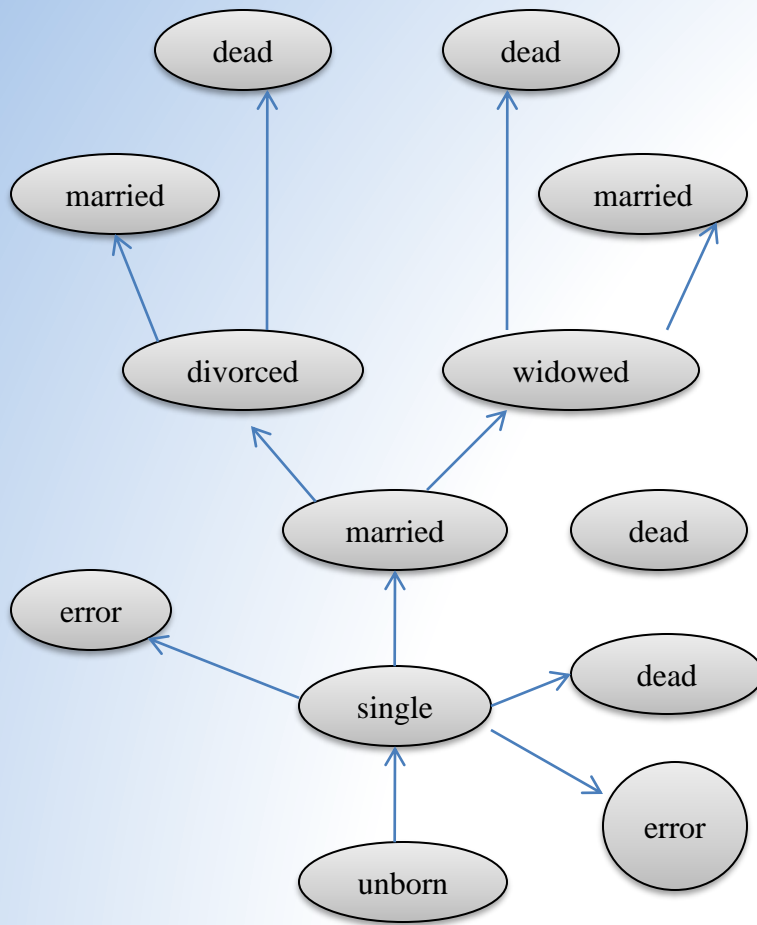 dead
dead
married
married
divorced
widowed
married
dead
error
dead
single
error
unborn